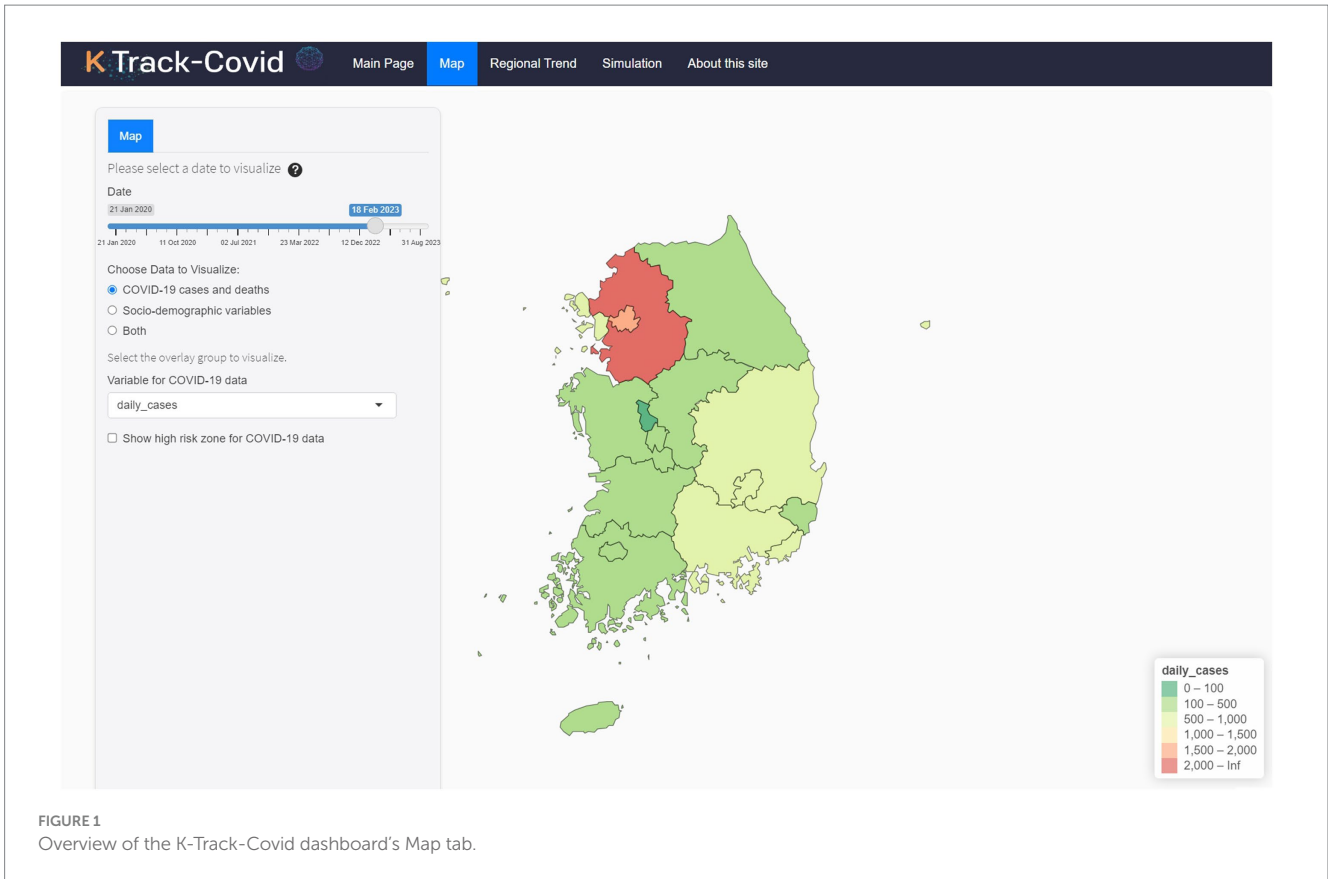 K Track-Covid Main Page Map Regional Trend Simulation About this site
Map
Please select a date to visualize ?
Date
21 Jan 2020 18 Feb 2023
21 Jan 2020 11 Oct 2020 02 Jul 2021 23 Mar 2022 12 Dec 2022 31 Aug 2023
Choose Data to Visualize:
COVID-19 cases and deaths
Socio-demographic variables
Both
Select the overlay group to visualize.
Variable for COVID-19 data
daily_cases
Show high risk zone for COVID-19 data
daily_cases
0 – 100
100 – 500
500 – 1,000
1,000 – 1,500
1,500 – 2,000
2,000 – Inf
FIGURE 1
Overview of the K-Track-Covid dashboard’s Map tab.